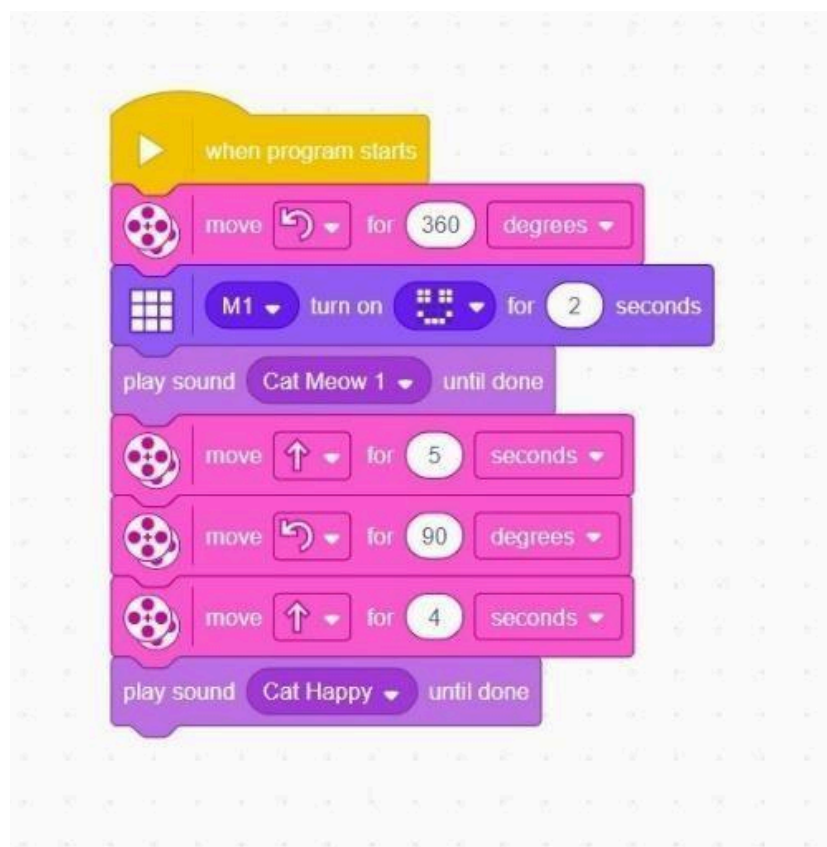 when program starts
move for 360 degrees
M1 turn on for 2 seconds
play sound Cat Meow 1 until done
move for 5 seconds
move for 90 degrees
move for 4 seconds
play sound Cat Happy until done